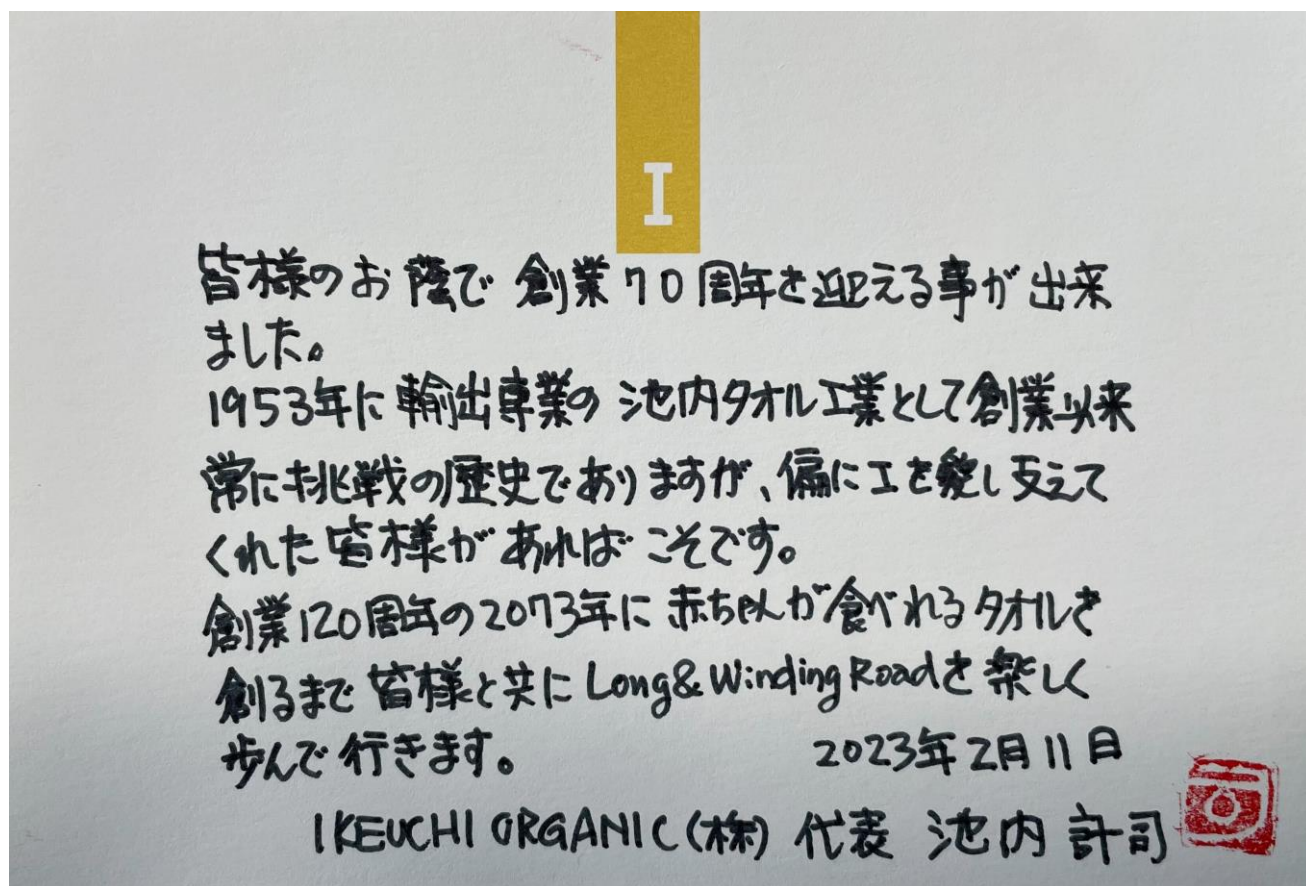 I
皆様のお蔭で創業70周年を迎える事が出来
ました。
1953年に輸出専業の池内タオル工業として創業以来
常に挑戦の歴史でありますが、偏にIを愛し支えて
くれた皆様があればこそです。
創業120周年の2073年に赤ちゃんが食べれるタオルを
創るまで皆様と共にLong&Winding Roadを楽しく
歩んで行きます。 2023年2月11日
IKEUCHI ORGANIC(株) 代表 池内 計司